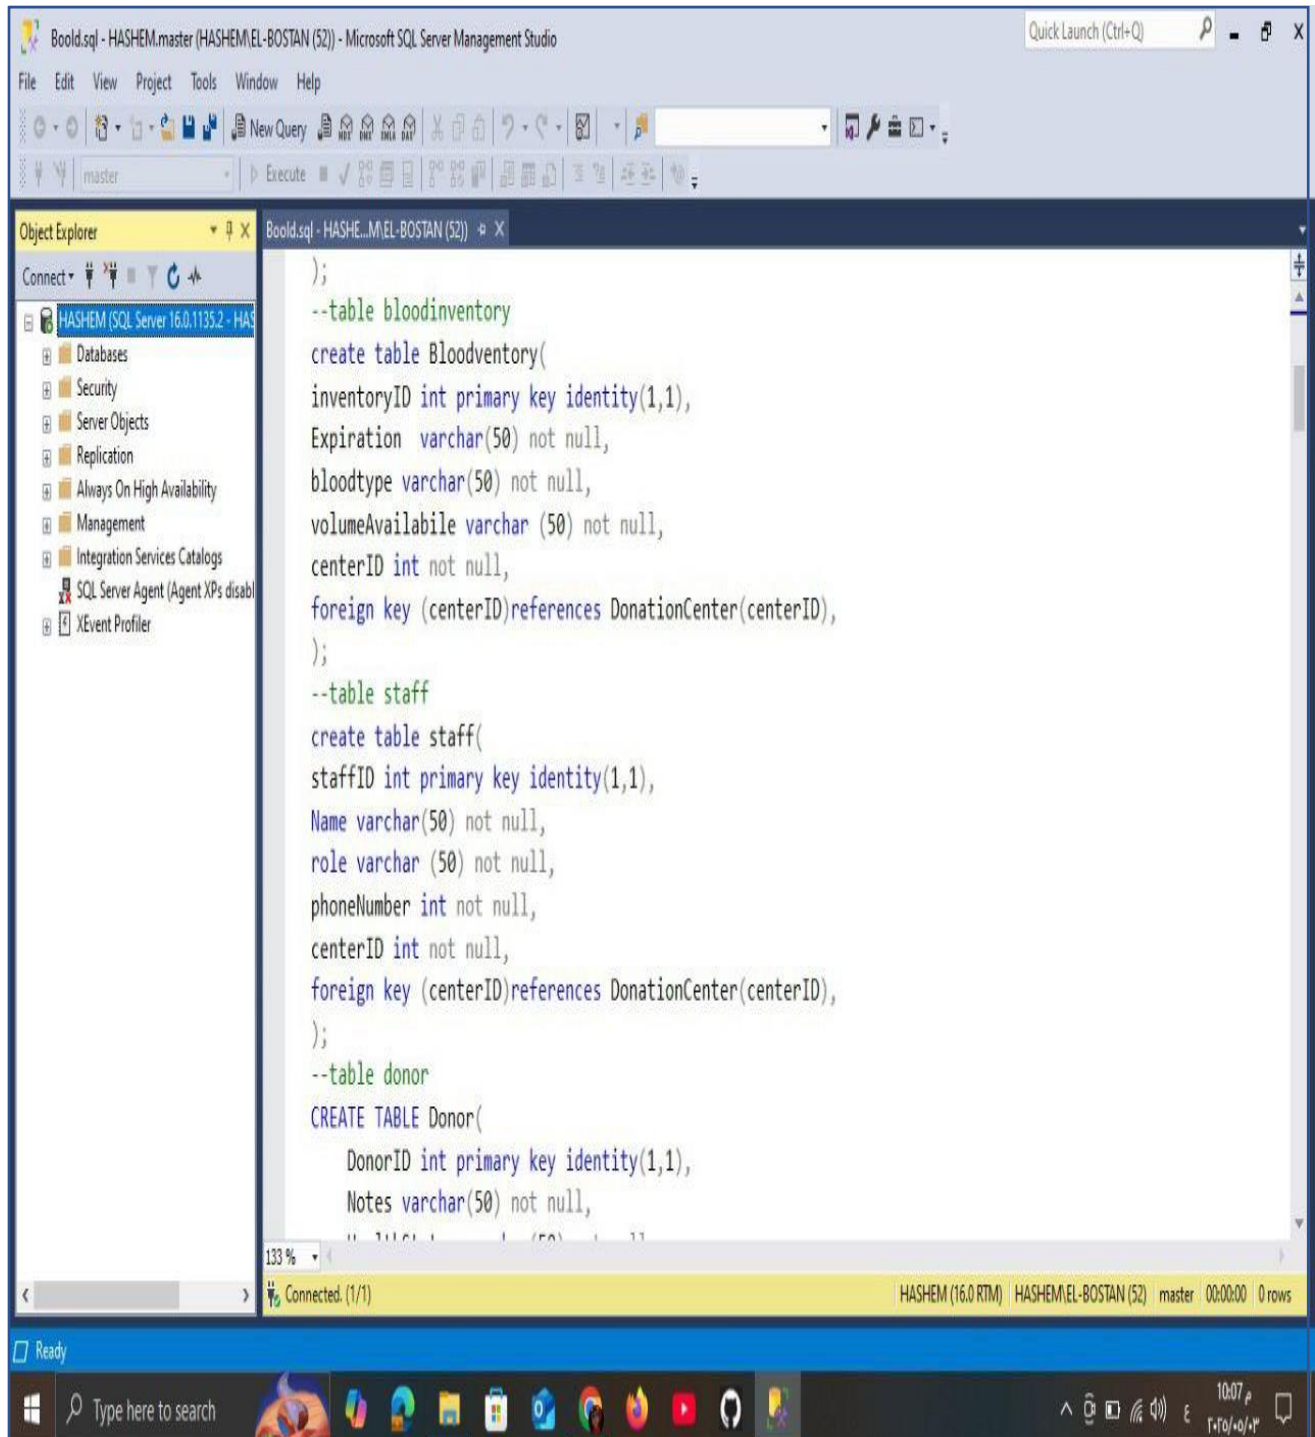 Boold.sql - HASHEM.master (HASHEM\EL-BOSTAN (52)) - Microsoft SQL Server Management Studio
Quick Launch (Ctrl+Q)
File Edit View Project Tools Window Help
New Query
master
Execute
Object Explorer
Boold.sql - HASHE...M\EL-BOSTAN (52))
Connect
HASHEM (SQL Server 16.0.1135.2 - HAS
Databases
Security
Server Objects
Replication
Always On High Availability
Management
Integration Services Catalogs
SQL Server Agent (Agent XPs disabl
XEvent Profiler
);
--table bloodinventory
create table Bloodventory(
inventoryID int primary key identity(1,1),
Expiration  varchar(50) not null,
bloodtype varchar(50) not null,
volumeAvailabile varchar (50) not null,
centerID int not null,
foreign key (centerID)references DonationCenter(centerID),
);
--table staff
create table staff(
staffID int primary key identity(1,1),
Name varchar(50) not null,
role varchar (50) not null,
phoneNumber int not null,
centerID int not null,
foreign key (centerID)references DonationCenter(centerID),
);
--table donor
CREATE TABLE Donor(
DonorID int primary key identity(1,1),
Notes varchar(50) not null,
133 %
Connected. (1/1)
HASHEM (16.0 RTM) HASHEM\EL-BOSTAN (52) master 00:00:00 0 rows
Ready
Type here to search
ع
10:07 م
٢٠٢٥/٠٥/٠٣